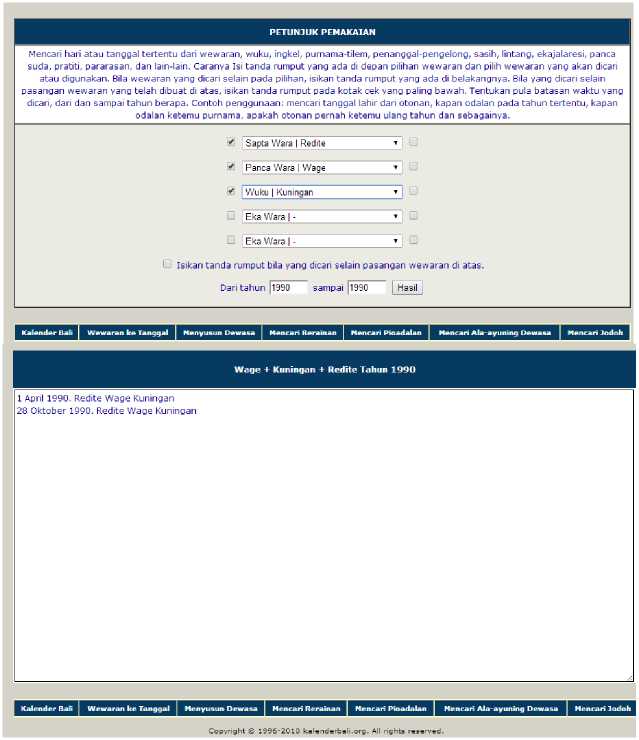 PETUNJUK PEMAKAIAN
Mencari hari atau tanggal tertentu dari wewaran, wuku, ingkel, purnama-tilem, penanggal-pengelong, sasih, lintang, ekajalaresi, panca
suda, pratiti, pararasan, dan lain-lain. Caranya Isi tanda rumput yang ada di depan pilihan wewaran dan pilih wewaran yang akan dicari
atau digunakan. Bila wewaran yang dicari selain pada pilihan, isikan tanda rumput yang ada di belakangnya. Bila yang dicari selain
pasangan wewaran yang telah dibuat di atas, isikan tanda rumput pada kotak cek yang paling bawah. Tentukan pula batasan waktu yang
dicari, dari dan sampai tahun berapa. Contoh penggunaan: mencari tanggal lahir dari otonan, kapan odalan pada tahun tertentu, kapan
odalan ketemu purnama, apakah otonan pernah ketemu ulang tahun dan sebagainya.
Sapta Wara | Redite
Panca Wara | Wage
Wuku | Kuningan
Eka Wara | -
Eka Wara | -
Isikan tanda rumput bila yang dicari selain pasangan wewaran di atas.
Dari tahun 1990 sampai 1990 Hasil
Kalender Bali Wewaran ke Tanggal Menyusun Dewasa Mencari Rerainan Mencari Pioadalan Mencari Ala-ayuning Dewasa Mencari Jodoh
Wage + Kuningan + Redite Tahun 1990
1 April 1990. Redite Wage Kuningan
28 Oktober 1990. Redite Wage Kuningan
Kalender Bali Wewaran ke Tanggal Menyusun Dewasa Mencari Rerainan Mencari Pioadalan Mencari Ala-ayuning Dewasa Mencari Jodoh
Copyright © 1996-2010 kalenderbali.org. All rights reserved.